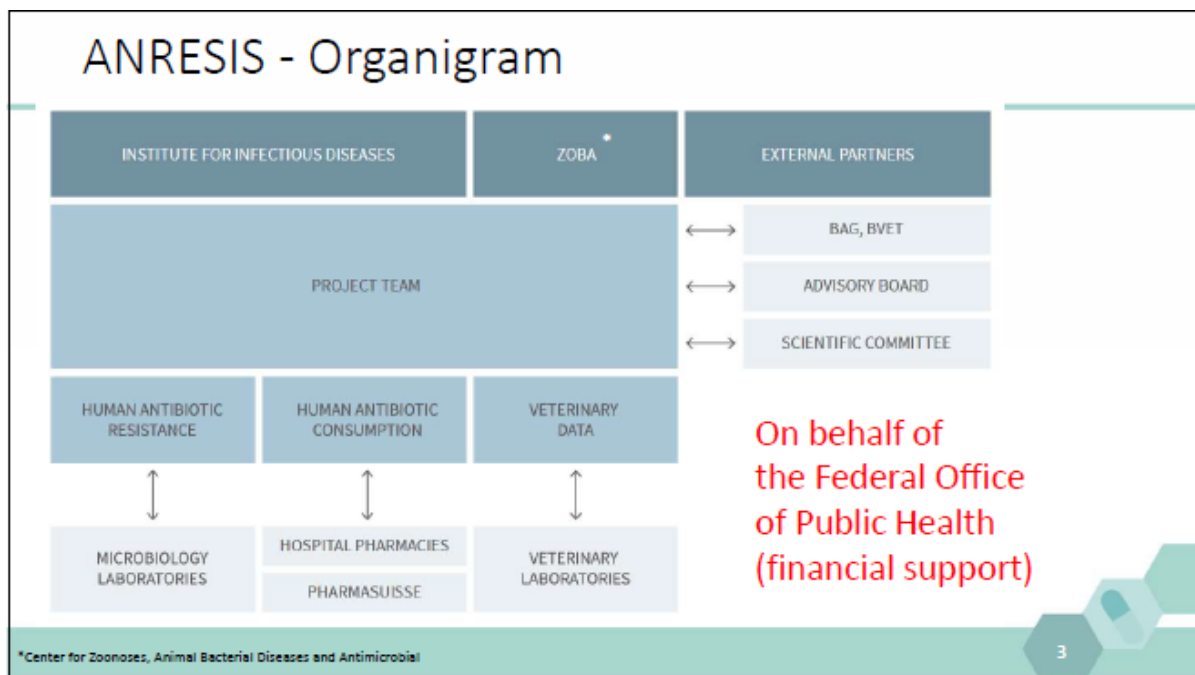 ANRESIS - Organigram
INSTITUTE FOR INFECTIOUS DISEASES
ZOBA *
EXTERNAL PARTNERS
PROJECT TEAM
BAG, BVET
ADVISORY BOARD
SCIENTIFIC COMMITTEE
HUMAN ANTIBIOTIC
RESISTANCE
HUMAN ANTIBIOTIC
CONSUMPTION
VETERINARY
DATA
On behalf of
the Federal Office
of Public Health
(financial support)
MICROBIOLOGY
LABORATORIES
HOSPITAL PHARMACIES
PHARMASUISSE
VETERINARY
LABORATORIES
*Center for Zoonoses, Animal Bacterial Diseases and Antimicrobial
3